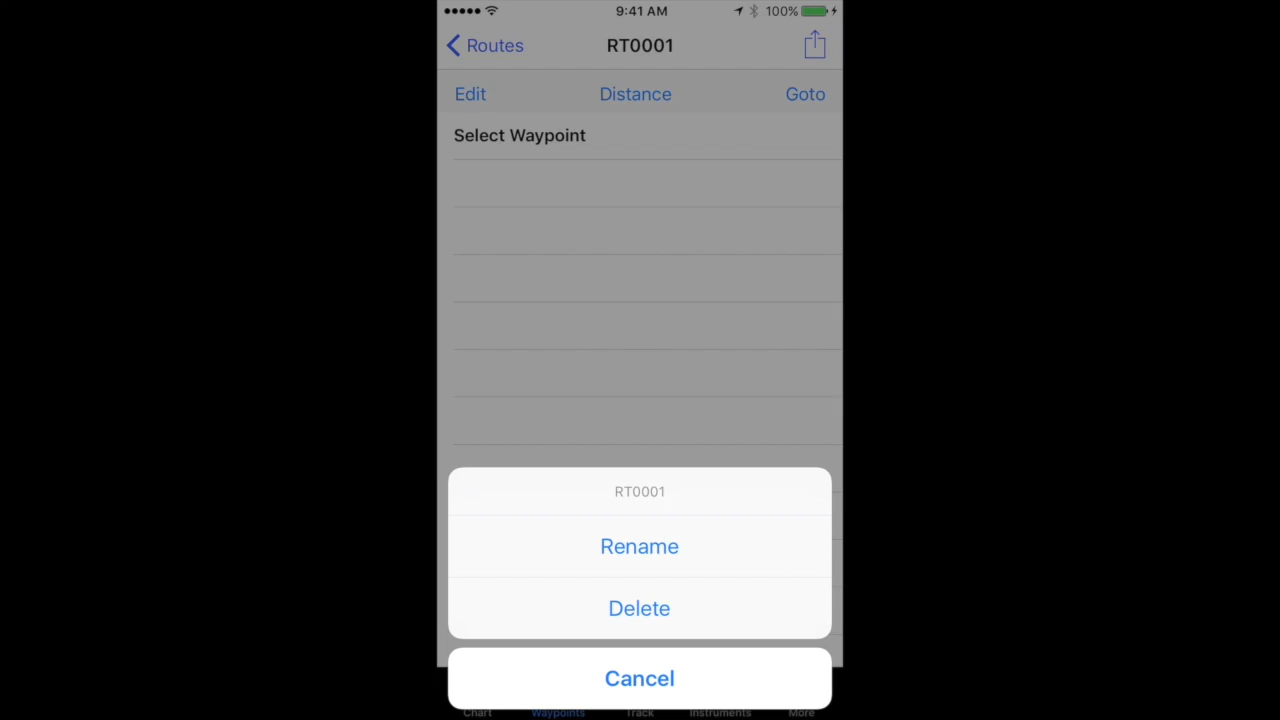 9:41 AM 100%
Routes RT0001
Edit Distance Goto
Select Waypoint
RT0001
Rename
Delete
Cancel
Chart Waypoints Track Instruments More